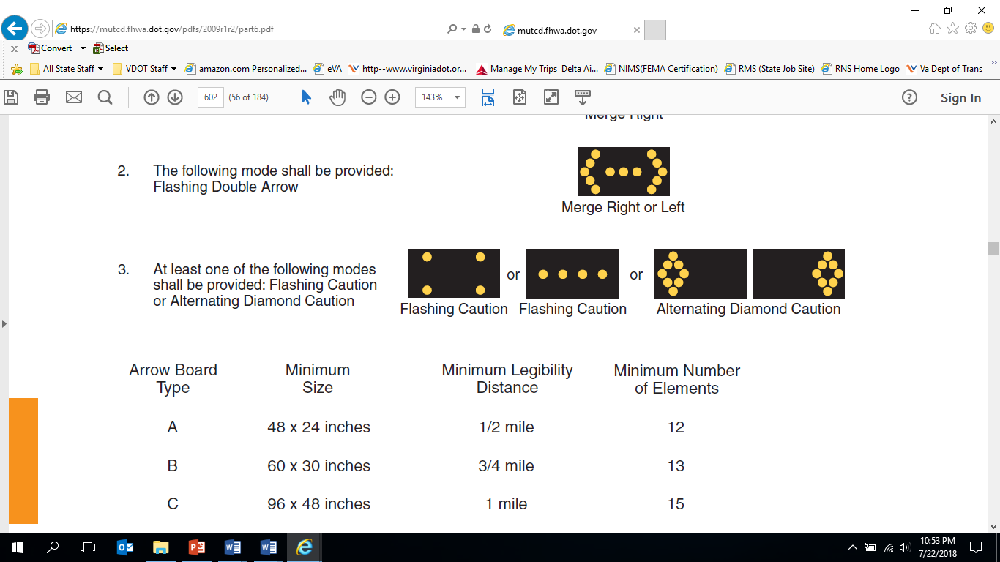 https://mutcd.fhwa.dot.gov/pdfs/2009r1r2/part6.pdf
mutcd.fhwa.dot.gov
Convert
Select
All State Staff
VDOT Staff
amazon.com Personalized...
eVA
http--www.virginiadot.or...
Manage My Trips Delta Ai...
NIMS(FEMA Certification)
RMS (State Job Site)
RNS Home Logo
Va Dept of Trans
602
(56 of 184)
143%
Sign In
Merge Right
2. The following mode shall be provided:
Flashing Double Arrow
Merge Right or Left
3. At least one of the following modes
shall be provided: Flashing Caution
or Alternating Diamond Caution
or
or
Flashing Caution
Flashing Caution
Alternating Diamond Caution
Arrow Board
Type
Minimum
Size
Minimum Legibility
Distance
Minimum Number
of Elements
A 48 x 24 inches 1/2 mile 12
B 60 x 30 inches 3/4 mile 13
C 96 x 48 inches 1 mile 15
10:53 PM
7/22/2018